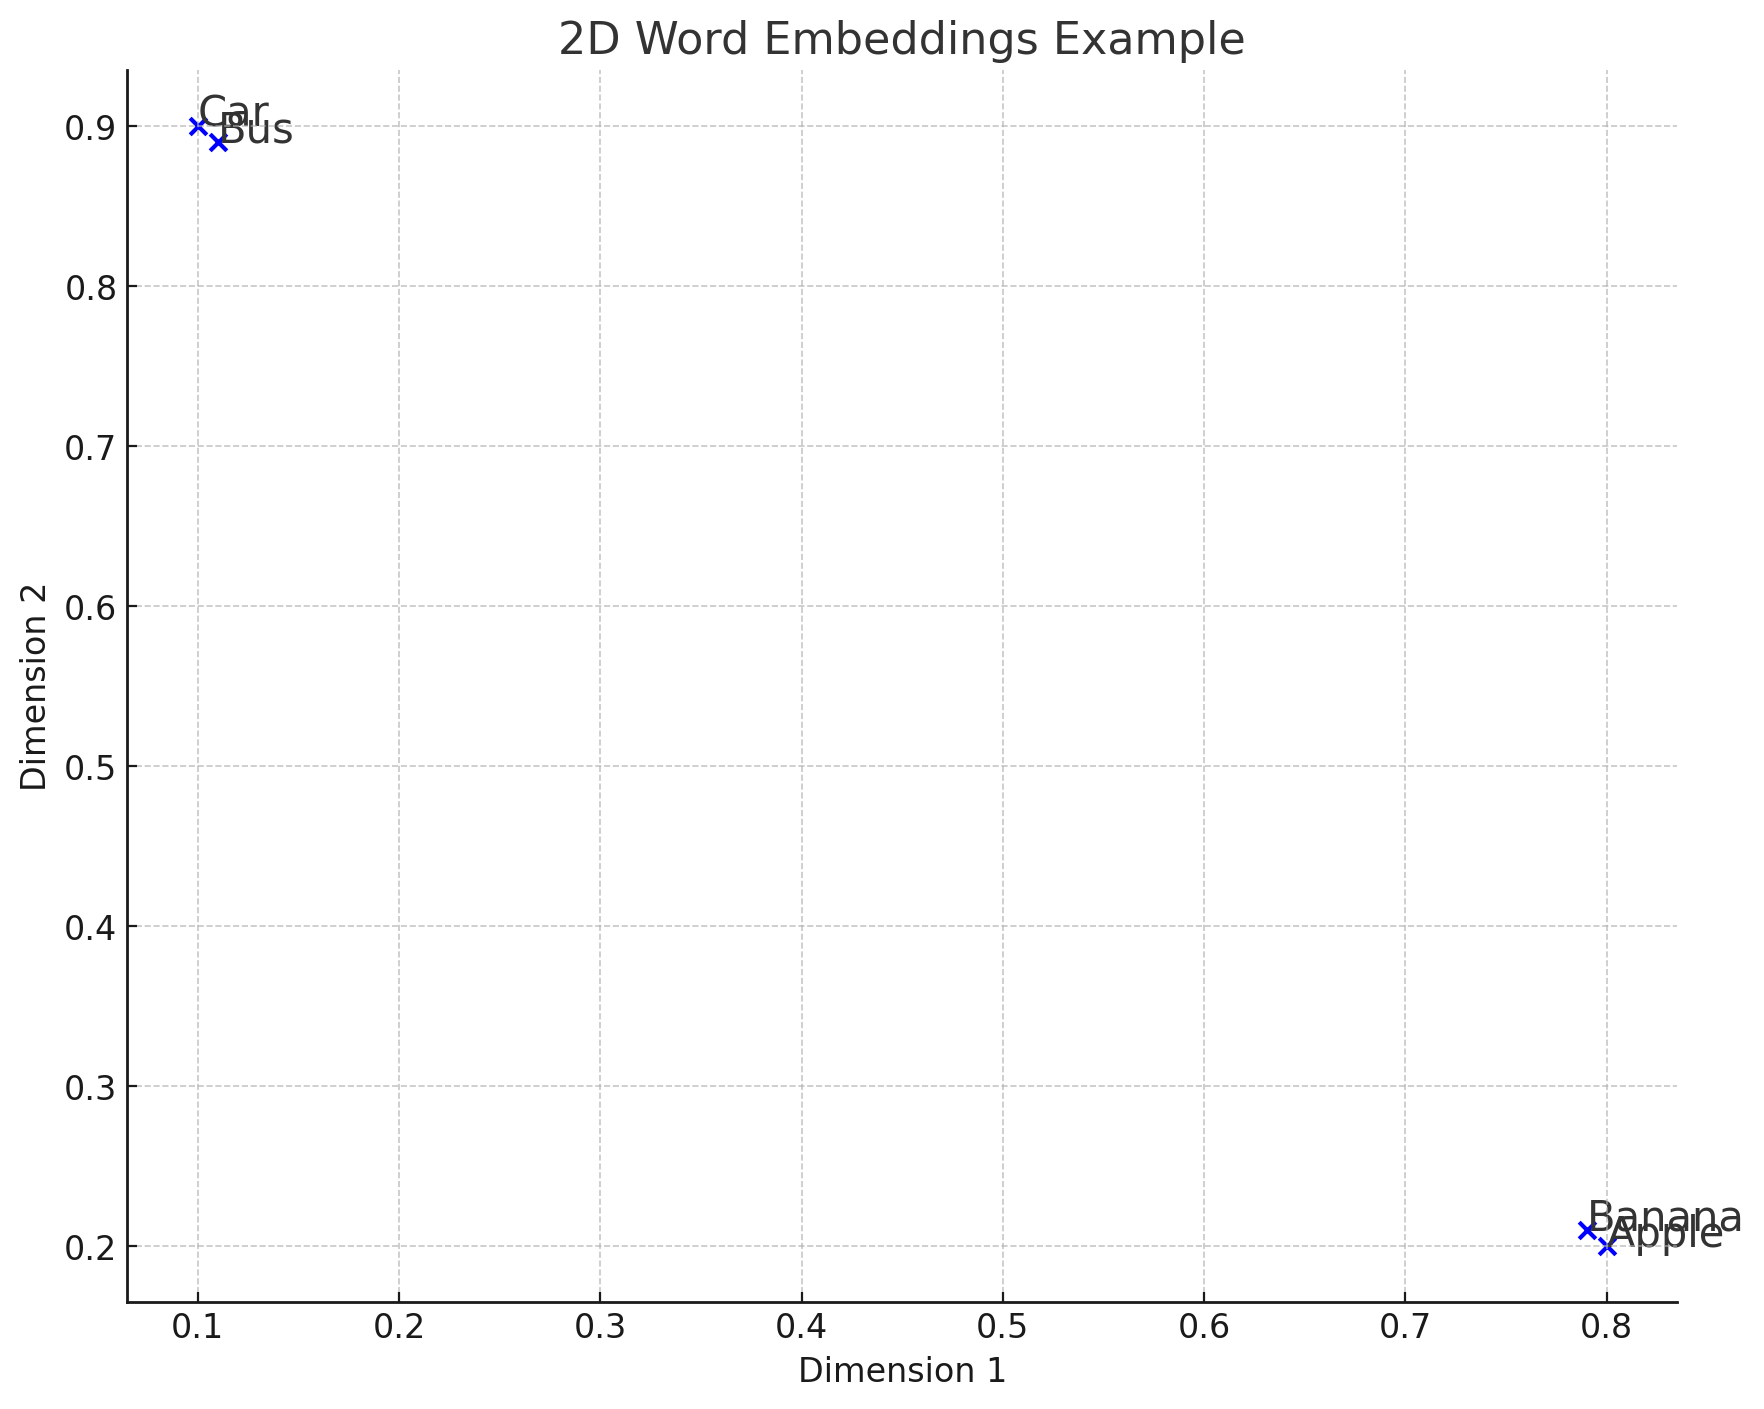 2D Word Embeddings Example
Car
Bus
0.9
0.8
0.7
0.6
0.5
0.4
0.3
0.2
Dimension 2
Banana
Apple
0.1 0.2 0.3 0.4 0.5 0.6 0.7 0.8
Dimension 1